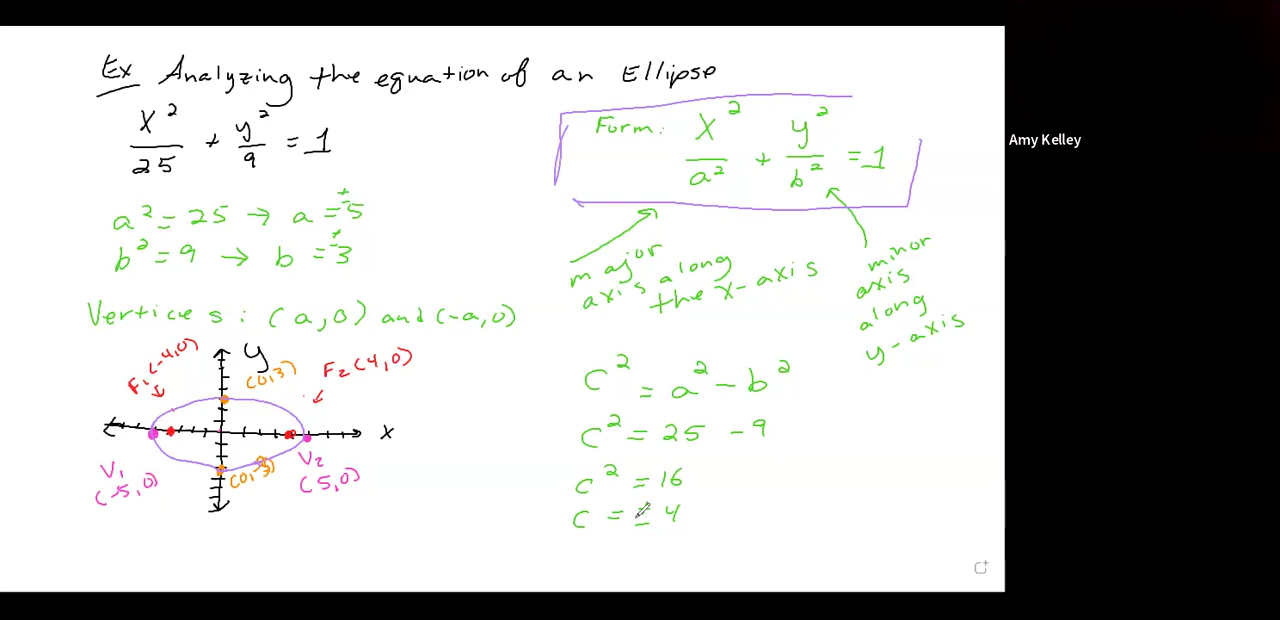 Ex Analyzing the equation of an Ellipse
x²/25 + y²/9 = 1
Form: x²/a² + y²/b² = 1
a² = 25 → a = ±5
b² = 9 → b = ±3
major
axis along
the x-axis
minor
axis
along
y-axis
Vertices: (a,0) and (-a,0)
F₁ (-4,0)
y
(0,3)
F₂ (4,0)
x
V₁
(-5,0)
(0,-3)
V₂
(5,0)
c² = a² - b²
c² = 25 - 9
c² = 16
c = ± 4
Amy Kelley